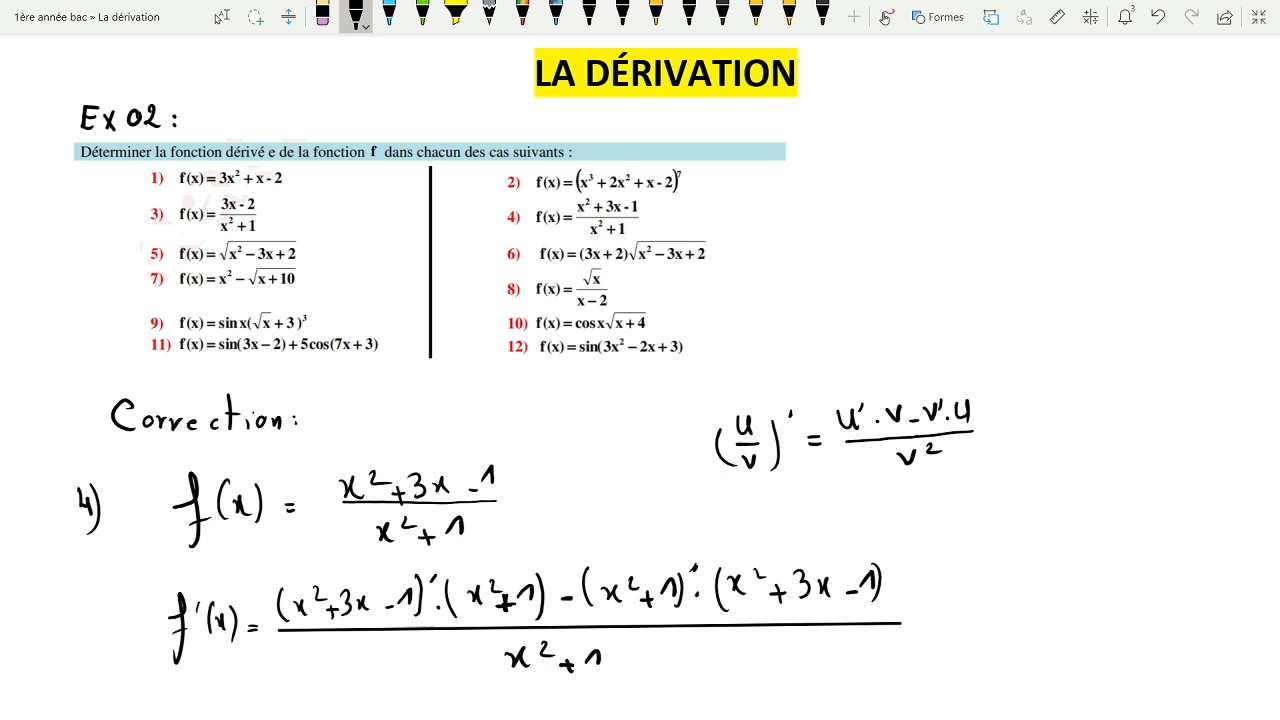 1ère année bac » La dérivation
Formes
3
LA DÉRIVATION
Ex 02 :
Déterminer la fonction dérivé e de la fonction f dans chacun des cas suivants :
1) f(x) = 3x² + x - 2
2) f(x) = (x³ + 2x² + x - 2)⁷
3) f(x) = (3x - 2)/(x² + 1)
4) f(x) = (x² + 3x - 1)/(x² + 1)
5) f(x) = √(x² − 3x + 2)
6) f(x) = (3x + 2)√(x² − 3x + 2)
7) f(x) = x² − √(x + 10)
8) f(x) = √x/(x − 2)
9) f(x) = sin x(√x + 3 )³
10) f(x) = cos x√(x + 4)
11) f(x) = sin(3x − 2) + 5cos(7x + 3)
12) f(x) = sin(3x² − 2x + 3)
Correction :
(u/v)' = (u' . v - v' . u)/v²
4) f(x) = (x² + 3x - 1)/(x² + 1)
f'(x) = ((x² + 3x - 1)' . (x² + 1) - (x² + 1)' . (x² + 3x - 1))/(x² + 1)